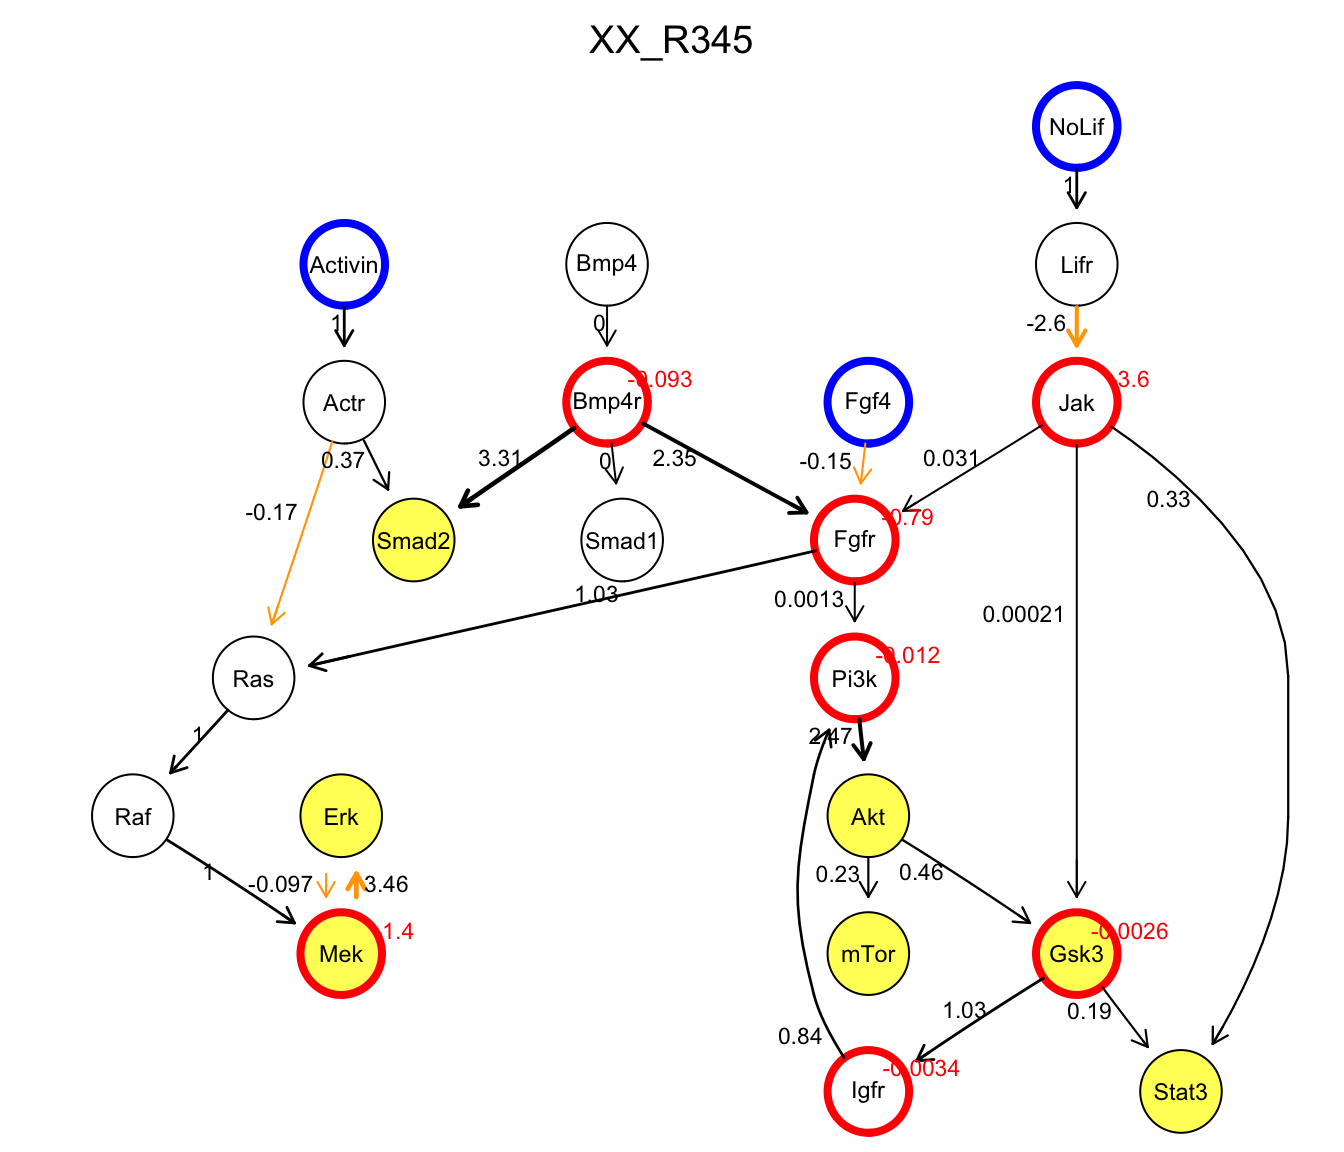 XX_R345
NoLif
1
Activin
Bmp4
Lifr
1
0
-2.6
Actr
Bmp4r
-0.093
Fgf4
Jak
-3.6
0.37
3.31
0
2.35
-0.15
0.031
0.33
-0.17
Smad2
Smad1
Fgfr
-0.79
1.03
0.0013
0.00021
Ras
Pi3k
-0.012
1
2.47
Raf
Erk
Akt
1
-0.097
3.46
0.23
0.46
Mek
-1.4
mTor
Gsk3
-0.0026
0.84
1.03
0.19
Igfr
-0.0034
Stat3